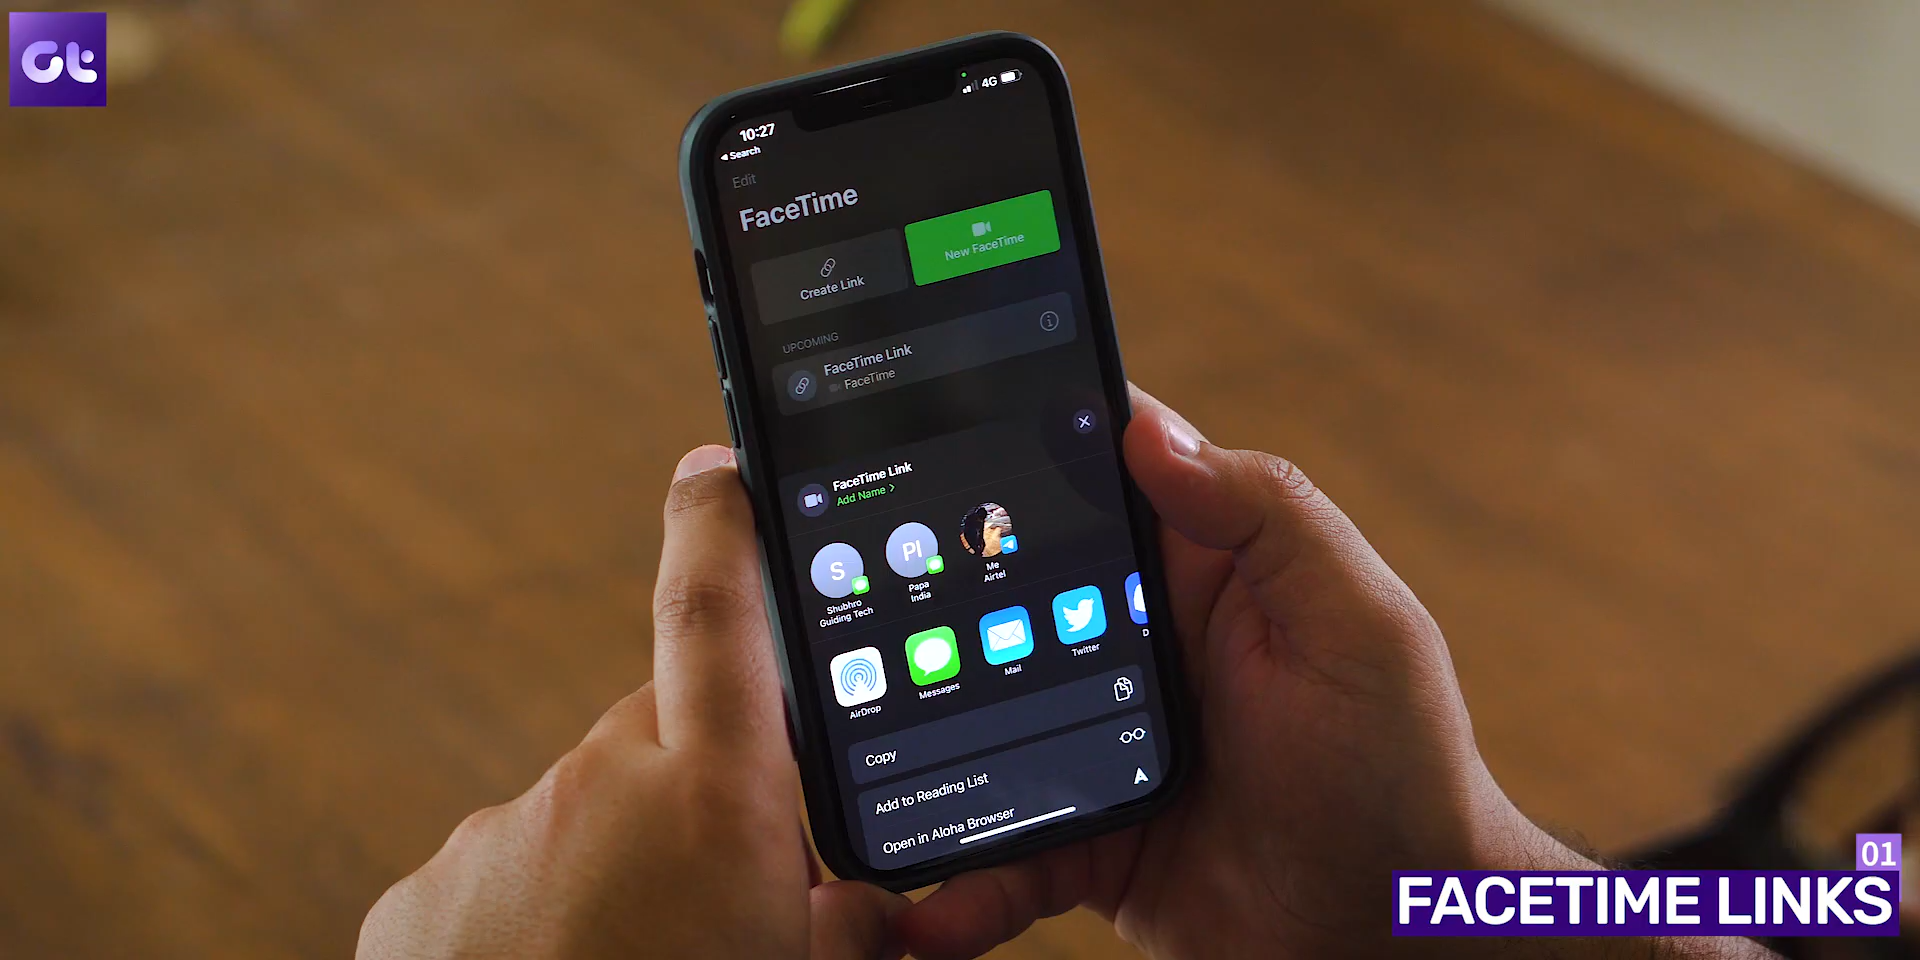 Gt
10:27
4G
Search
Edit
FaceTime
Create Link
New FaceTime
UPCOMING
FaceTime Link
FaceTime
FaceTime Link
Add Name >
S
PI
Shubhro
Guiding Tech
Papa
India
Me
Airtel
AirDrop
Messages
Mail
Twitter
D
Copy
Add to Reading List
Open in Aloha Browser
01
FACETIME LINKS